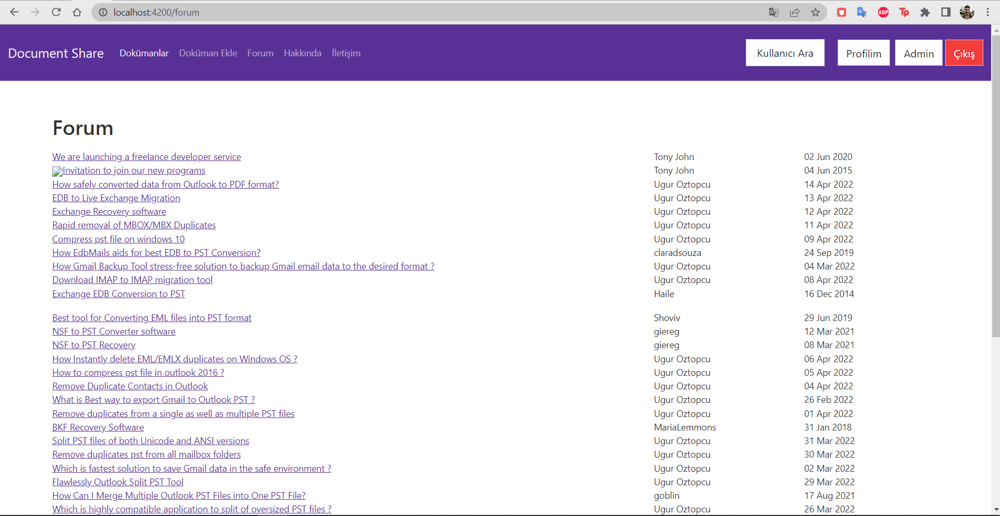 localhost:4200/forum
ABP
Tp
Document Share Dokümanlar Doküman Ekle Forum Hakkında İletişim Kullanıcı Ara Profilim Admin Çıkış
Forum
We are launching a freelance developer service Tony John 02 Jun 2020
Invitation to join our new programs Tony John 04 Jun 2015
How safely converted data from Outlook to PDF format? Ugur Oztopcu 14 Apr 2022
EDB to Live Exchange Migration Ugur Oztopcu 13 Apr 2022
Exchange Recovery software Ugur Oztopcu 12 Apr 2022
Rapid removal of MBOX/MBX Duplicates Ugur Oztopcu 11 Apr 2022
Compress pst file on windows 10 Ugur Oztopcu 09 Apr 2022
How EdbMails aids for best EDB to PST Conversion? claradsouza 24 Sep 2019
How Gmail Backup Tool stress-free solution to backup Gmail email data to the desired format ? Ugur Oztopcu 04 Mar 2022
Download IMAP to IMAP migration tool Ugur Oztopcu 08 Apr 2022
Exchange EDB Conversion to PST Haile 16 Dec 2014
Best tool for Converting EML files into PST format Shoviv 29 Jun 2019
NSF to PST Converter software giereg 12 Mar 2021
NSF to PST Recovery giereg 08 Mar 2021
How Instantly delete EML/EMLX duplicates on Windows OS ? Ugur Oztopcu 06 Apr 2022
How to compress pst file in outlook 2016 ? Ugur Oztopcu 05 Apr 2022
Remove Duplicate Contacts in Outlook Ugur Oztopcu 04 Apr 2022
What is Best way to export Gmail to Outlook PST ? Ugur Oztopcu 26 Feb 2022
Remove duplicates from a single as well as multiple PST files Ugur Oztopcu 01 Apr 2022
BKF Recovery Software MariaLemmons 31 Jan 2018
Split PST files of both Unicode and ANSI versions Ugur Oztopcu 31 Mar 2022
Remove duplicates pst from all mailbox folders Ugur Oztopcu 30 Mar 2022
Which is fastest solution to save Gmail data in the safe environment ? Ugur Oztopcu 02 Mar 2022
Flawlessly Outlook Split PST Tool Ugur Oztopcu 29 Mar 2022
How Can I Merge Multiple Outlook PST Files into One PST File? goblin 17 Aug 2021
Which is highly compatible application to split of oversized PST files ? Ugur Oztopcu 26 Mar 2022